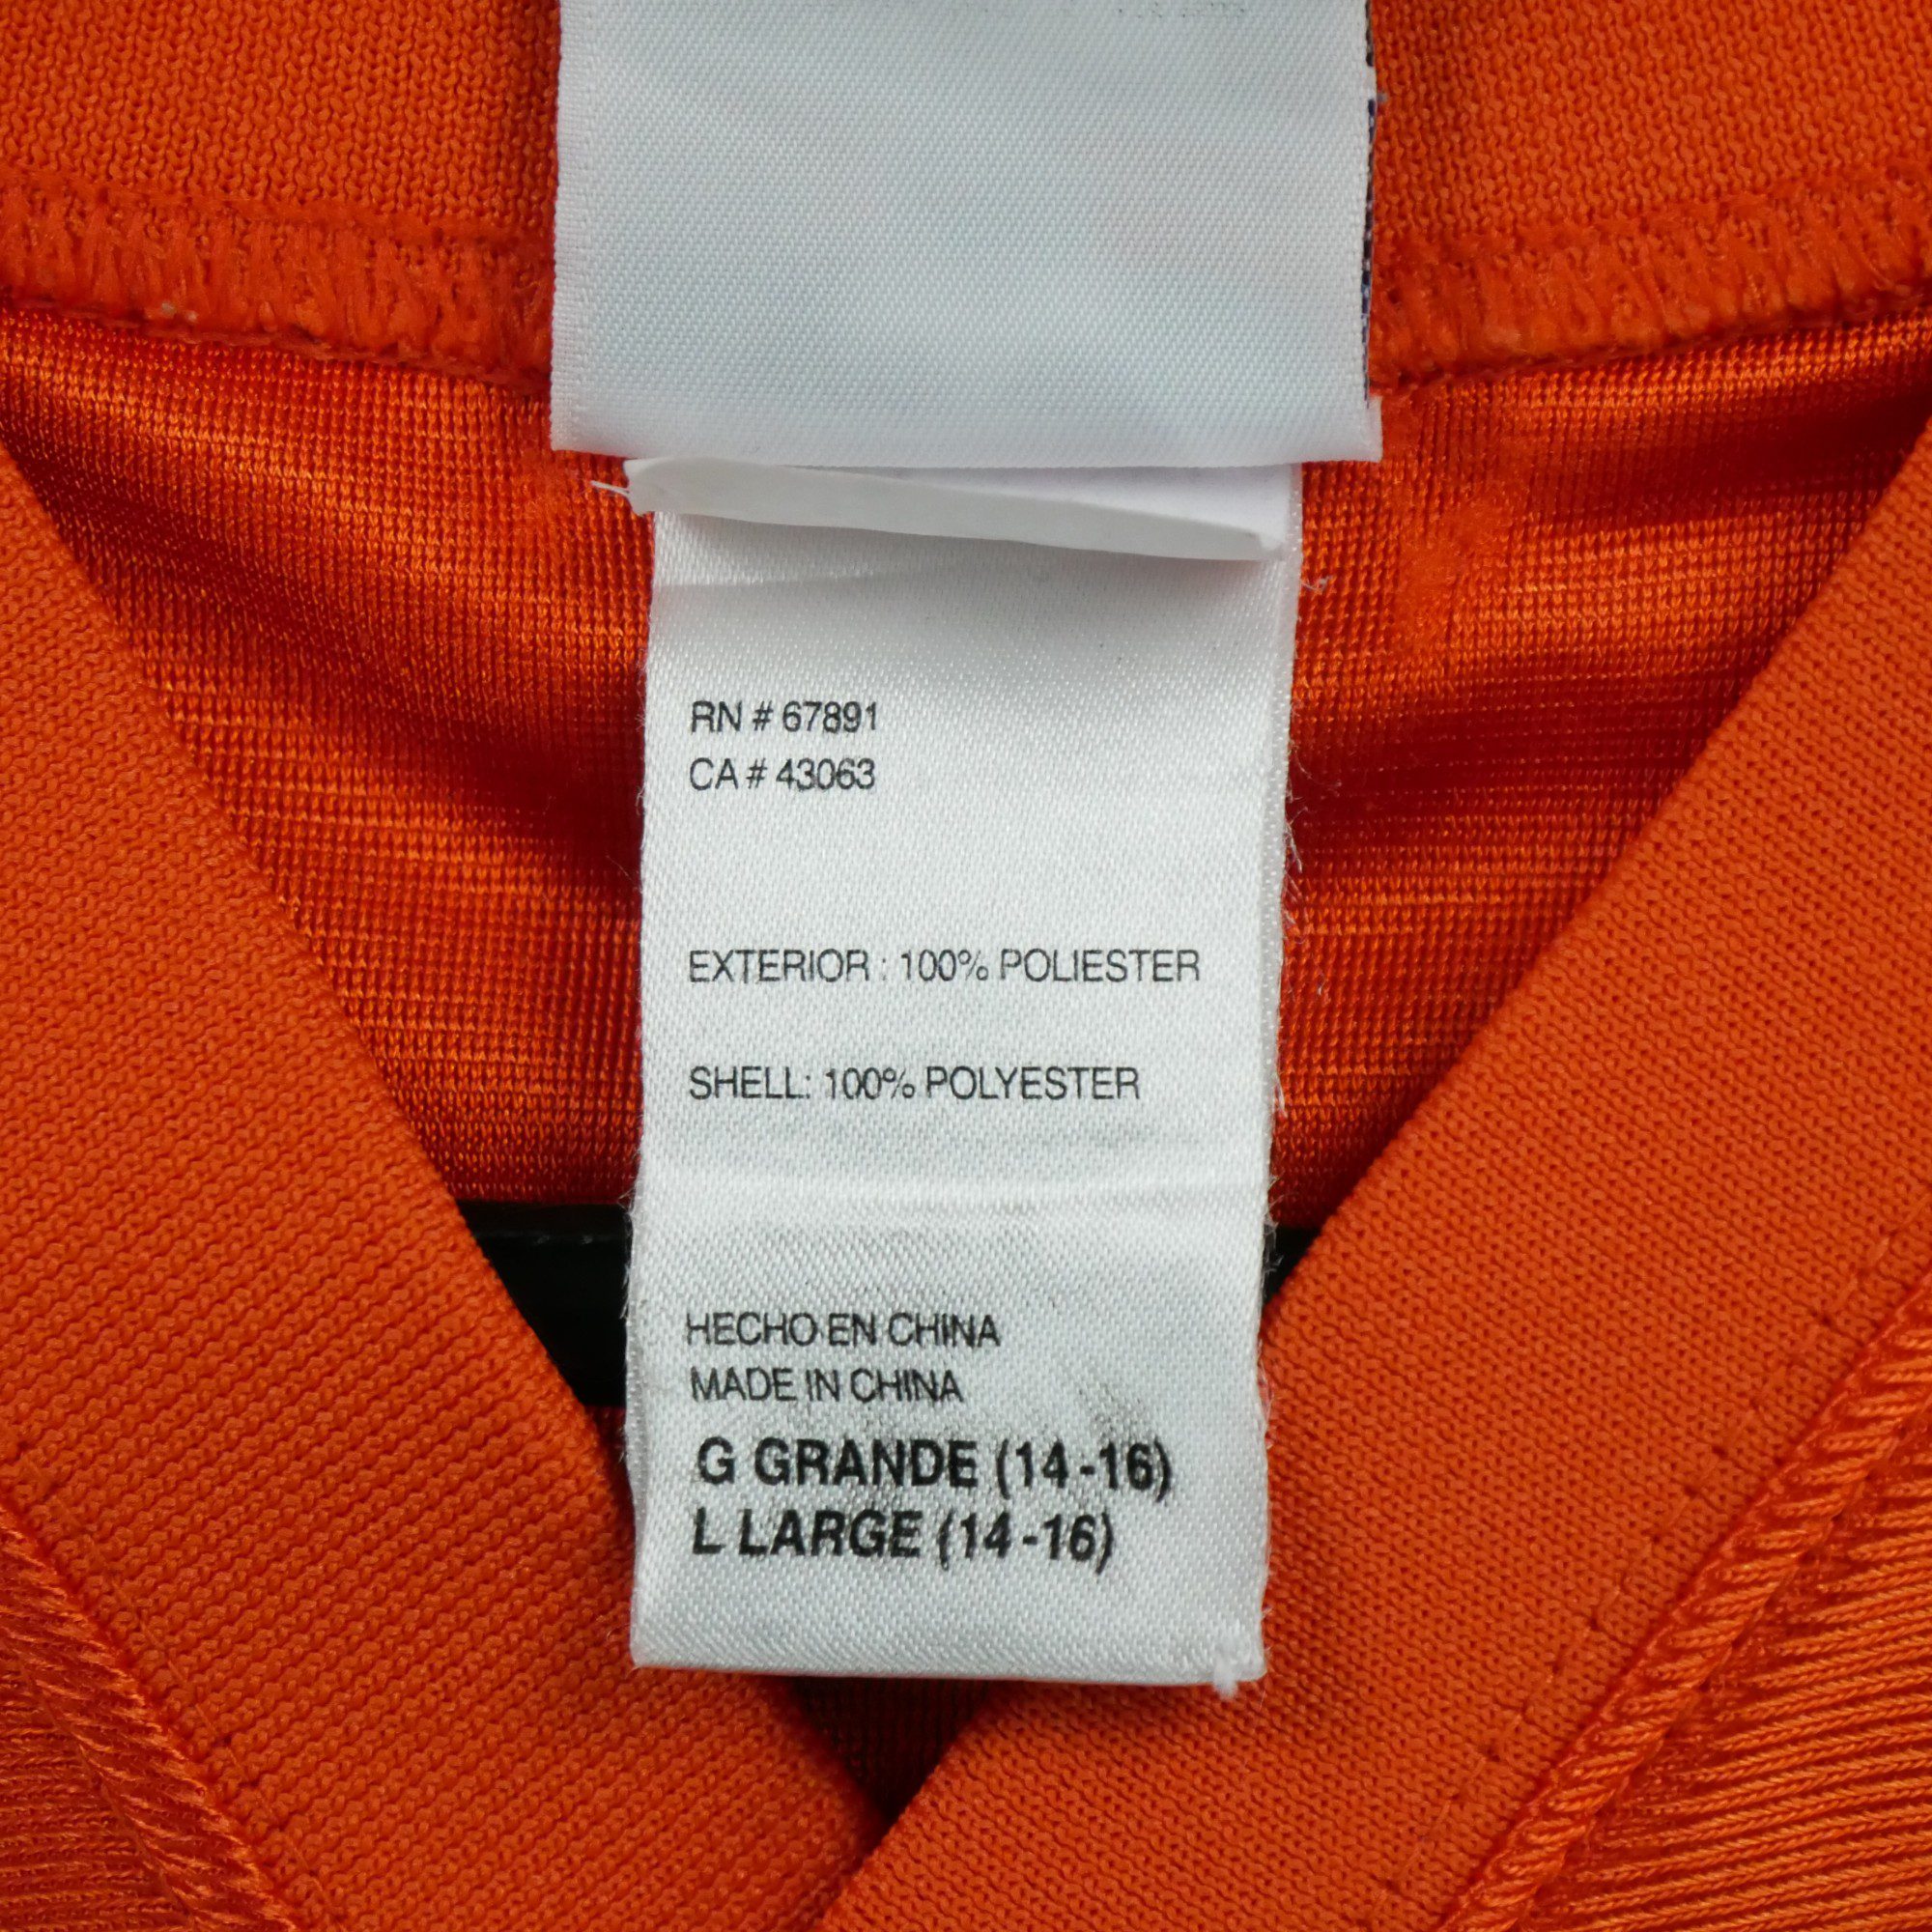 RN # 67891
CA # 43063
EXTERIOR : 100% POLIESTER
SHELL: 100% POLYESTER
HECHO EN CHINA
MADE IN CHINA
G GRANDE (14 -16)
L LARGE (14 -16)